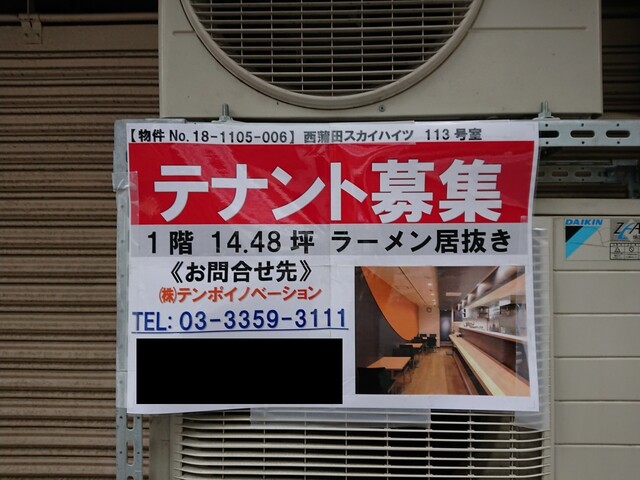 【物件 No.18-1105-006】 西蒲田スカイハイツ 113号室
テナント募集
1階 14.48坪 ラーメン居抜き
《お問合せ先》
㈱テンポイノベーション
TEL: 03-3359-3111
DAIKIN